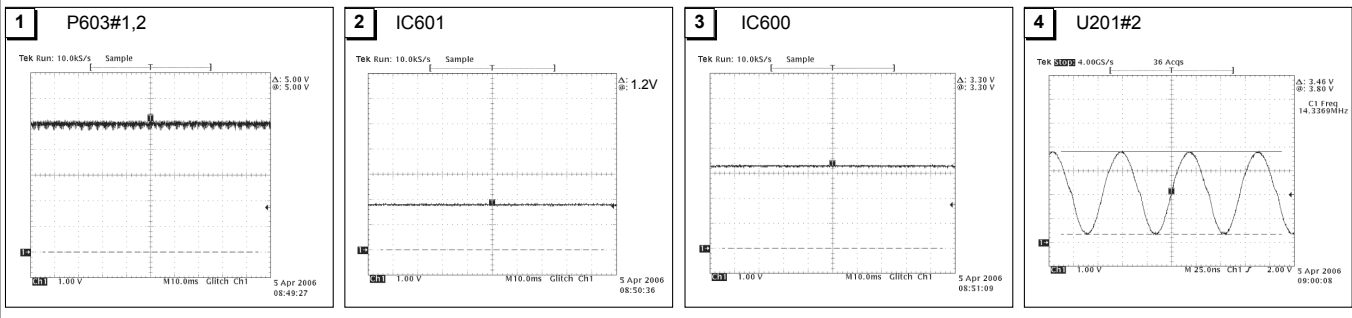 1 P603#1,2
Tek Run: 10.0kS/s Sample
Δ: 5.00 V
@: 5.00 V
Ch1 1.00 V M10.0ms Glitch Ch1
5 Apr 2006
08:49:27
2 IC601
Tek Run: 10.0kS/s Sample
Δ: 1.2V
@:
Ch1 1.00 V M10.0ms Glitch Ch1
5 Apr 2006
08:50:36
3 IC600
Tek Run: 10.0kS/s Sample
Δ: 3.30 V
@: 3.30 V
Ch1 1.00 V M10.0ms Glitch Ch1
5 Apr 2006
08:51:09
4 U201#2
Tek Stop: 4.00GS/s 36 Acqs
Δ: 3.46 V
@: 3.80 V
C1 Freq
14.3369MHz
Ch1 1.00 V M 25.0ns Ch1 2.00 V
5 Apr 2006
09:00:08